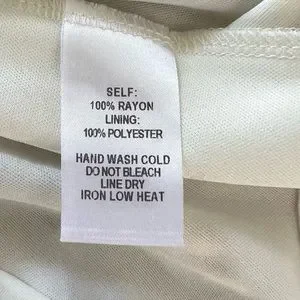 SELF:
100% RAYON
LINING:
100% POLYESTER
HAND WASH COLD
DO NOT BLEACH
LINE DRY
IRON LOW HEAT